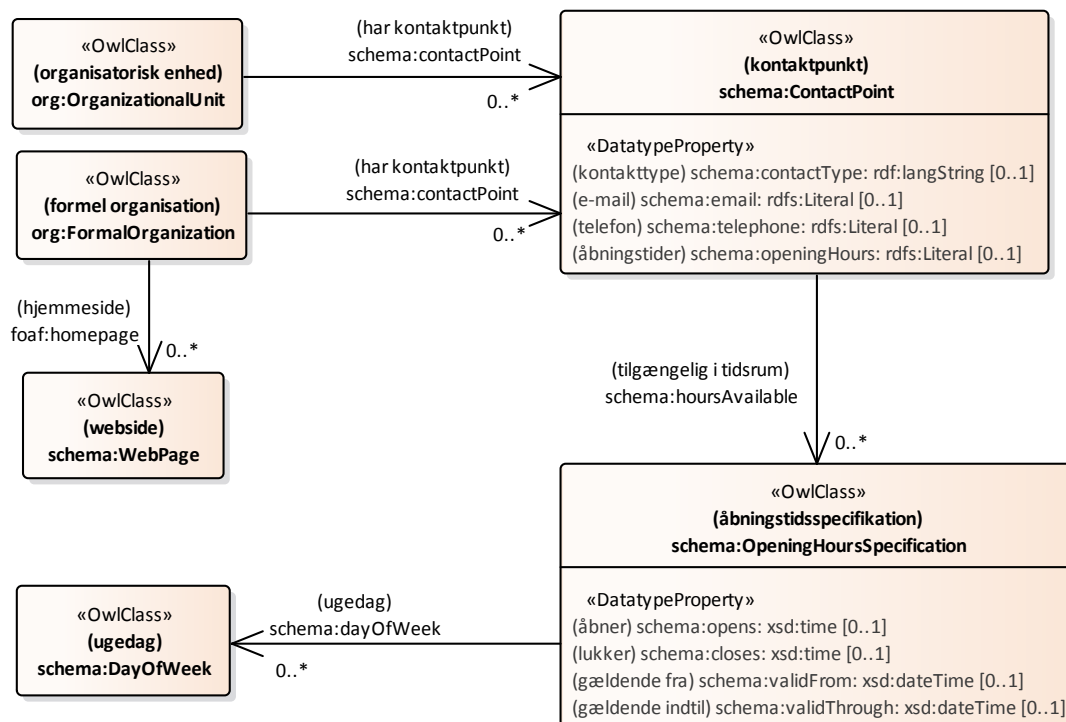 «OwlClass»
(organisatorisk enhed)
org:OrganizationalUnit
(har kontaktpunkt)
schema:contactPoint
0..*
«OwlClass»
(kontaktpunkt)
schema:ContactPoint
«DatatypeProperty»
(kontakttype) schema:contactType: rdf:langString [0..1]
(e-mail) schema:email: rdfs:Literal [0..1]
(telefon) schema:telephone: rdfs:Literal [0..1]
(åbningstider) schema:openingHours: rdfs:Literal [0..1]
«OwlClass»
(formel organisation)
org:FormalOrganization
(har kontaktpunkt)
schema:contactPoint
0..*
(hjemmeside)
foaf:homepage
0..*
«OwlClass»
(webside)
schema:WebPage
(tilgængelig i tidsrum)
schema:hoursAvailable
0..*
«OwlClass»
(åbningstidsspecifikation)
schema:OpeningHoursSpecification
«DatatypeProperty»
(åbner) schema:opens: xsd:time [0..1]
(lukker) schema:closes: xsd:time [0..1]
(gældende fra) schema:validFrom: xsd:dateTime [0..1]
(gældende indtil) schema:validThrough: xsd:dateTime [0..1]
(ugedag)
schema:dayOfWeek
0..*
«OwlClass»
(ugedag)
schema:DayOfWeek